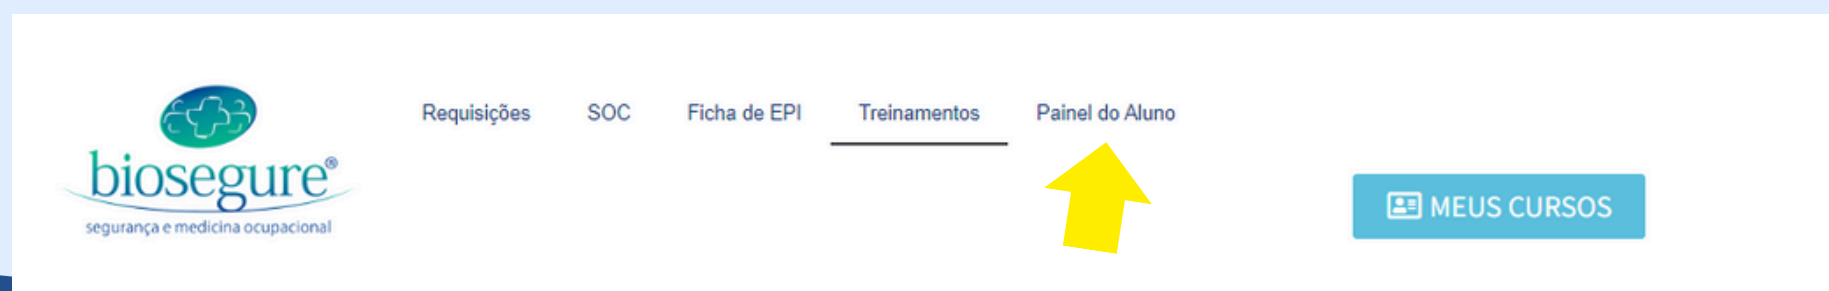 Requisições SOC Ficha de EPI Treinamentos Painel do Aluno
biosegure®
segurança e medicina ocupacional
MEUS CURSOS